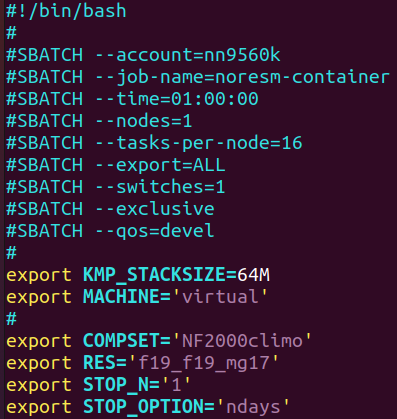 #!/bin/bash
#
#SBATCH --account=nn9560k
#SBATCH --job-name=noresm-container
#SBATCH --time=01:00:00
#SBATCH --nodes=1
#SBATCH --tasks-per-node=16
#SBATCH --export=ALL
#SBATCH --switches=1
#SBATCH --exclusive
#SBATCH --qos=devel
#
export KMP_STACKSIZE=64M
export MACHINE='virtual'
#
export COMPSET='NF2000climo'
export RES='f19_f19_mg17'
export STOP_N='1'
export STOP_OPTION='ndays'